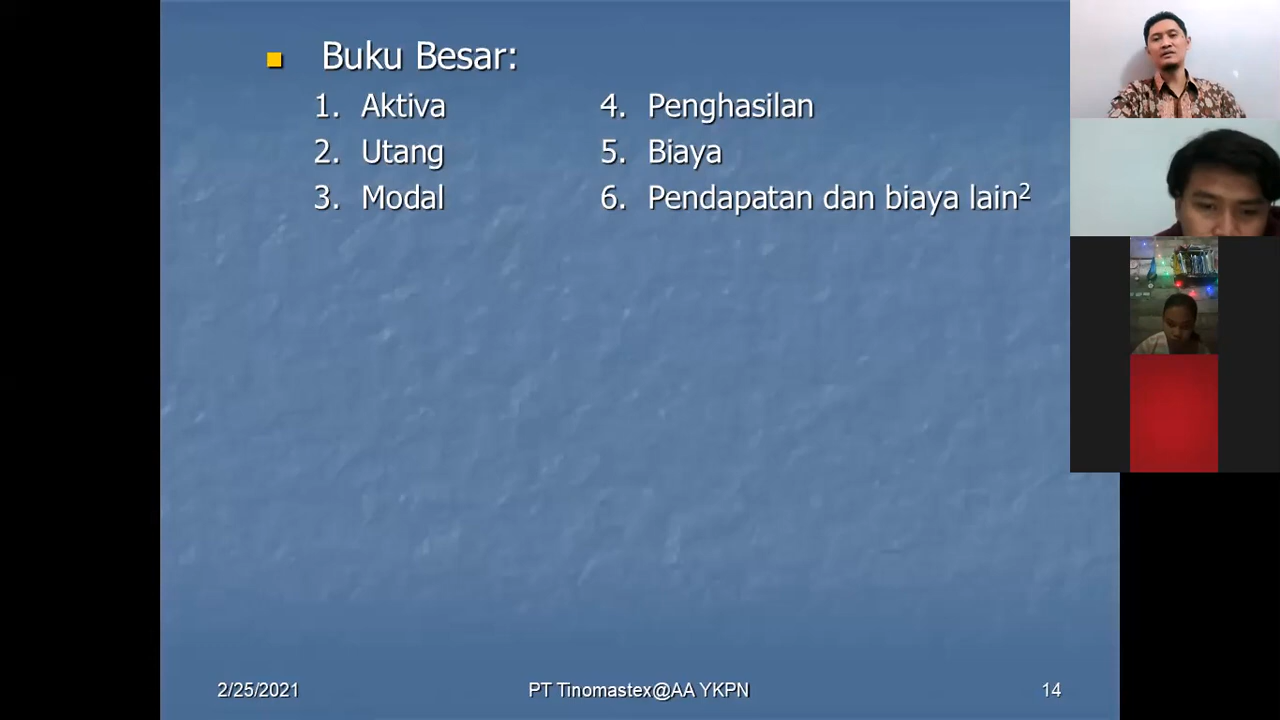 Buku Besar:
1. Aktiva
2. Utang
3. Modal
4. Penghasilan
5. Biaya
6. Pendapatan dan biaya lain²
2/25/2021
PT Tinomastex@AA YKPN
14